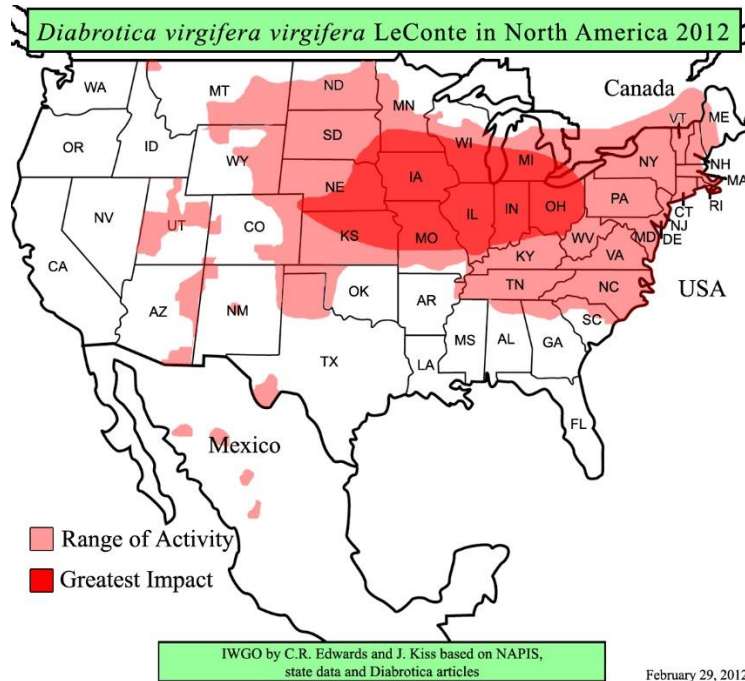 Diabrotica virgifera virgifera LeConte in North America 2012
Canada
WA
MT
ND
MN
VT
ME
OR
ID
SD
WI
MI
WY
NY
NH
MA
NE
IA
PA
RI
CT
NJ
NV
UT
CO
IL
IN
OH
MD
DE
KS
MO
WV
VA
KY
CA
USA
AZ
NM
OK
AR
TN
NC
SC
TX
MS
AL
GA
LA
FL
Mexico
Range of Activity
Greatest Impact
IWGO by C.R. Edwards and J. Kiss based on NAPIS,
state data and Diabrotica articles
February 29, 2012